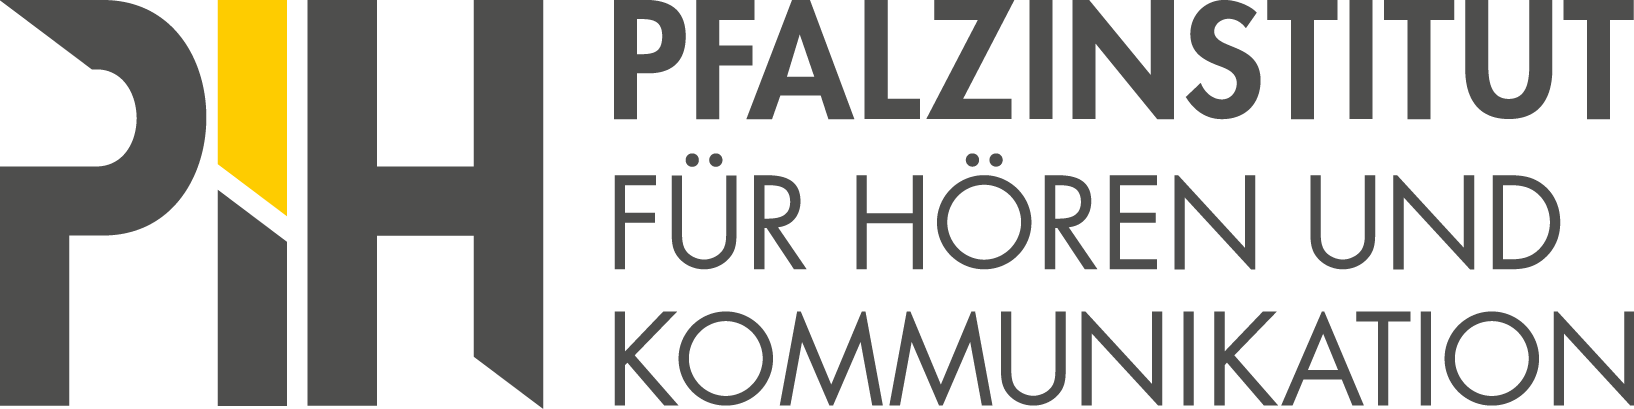 PIH
PFALZINSTITUT
FÜR HÖREN UND
KOMMUNIKATION